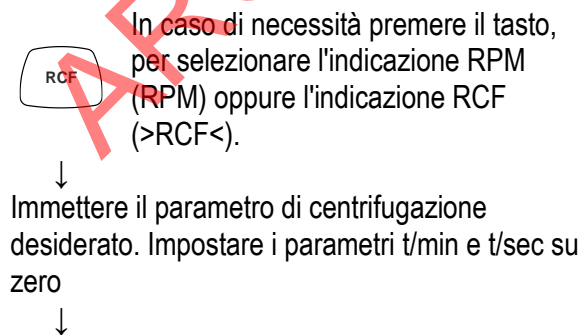 In caso di necessità premere il tasto,
per selezionare l'indicazione RPM
RCF
(RPM) oppure l'indicazione RCF
(>RCF<).
↓
Immettere il parametro di centrifugazione
desiderato. Impostare i parametri t/min e t/sec su
zero
↓